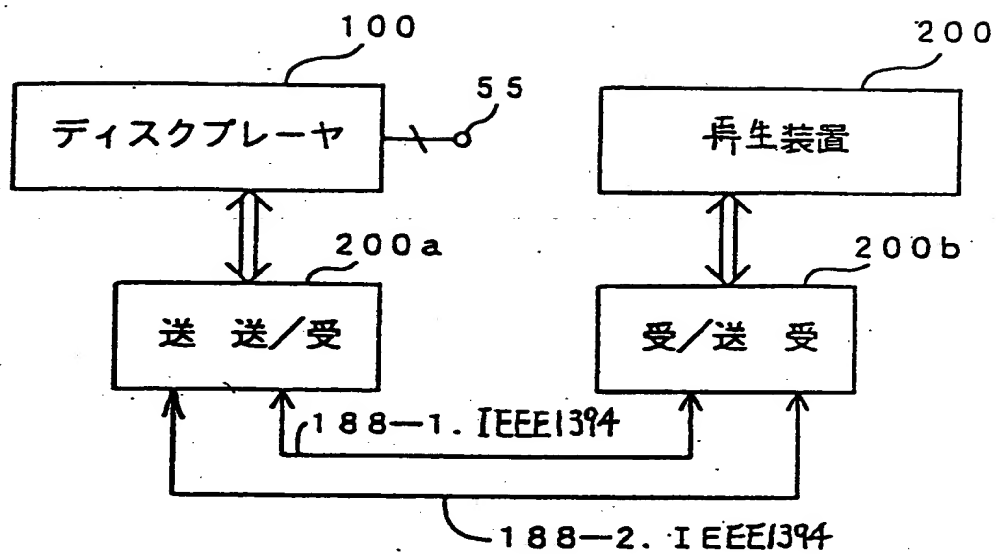 100
200
55
ディスクプレーヤ
再生装置
200a
200b
送 送/受
受/送 受
188-1. IEEE1394
188-2. IEEE1394